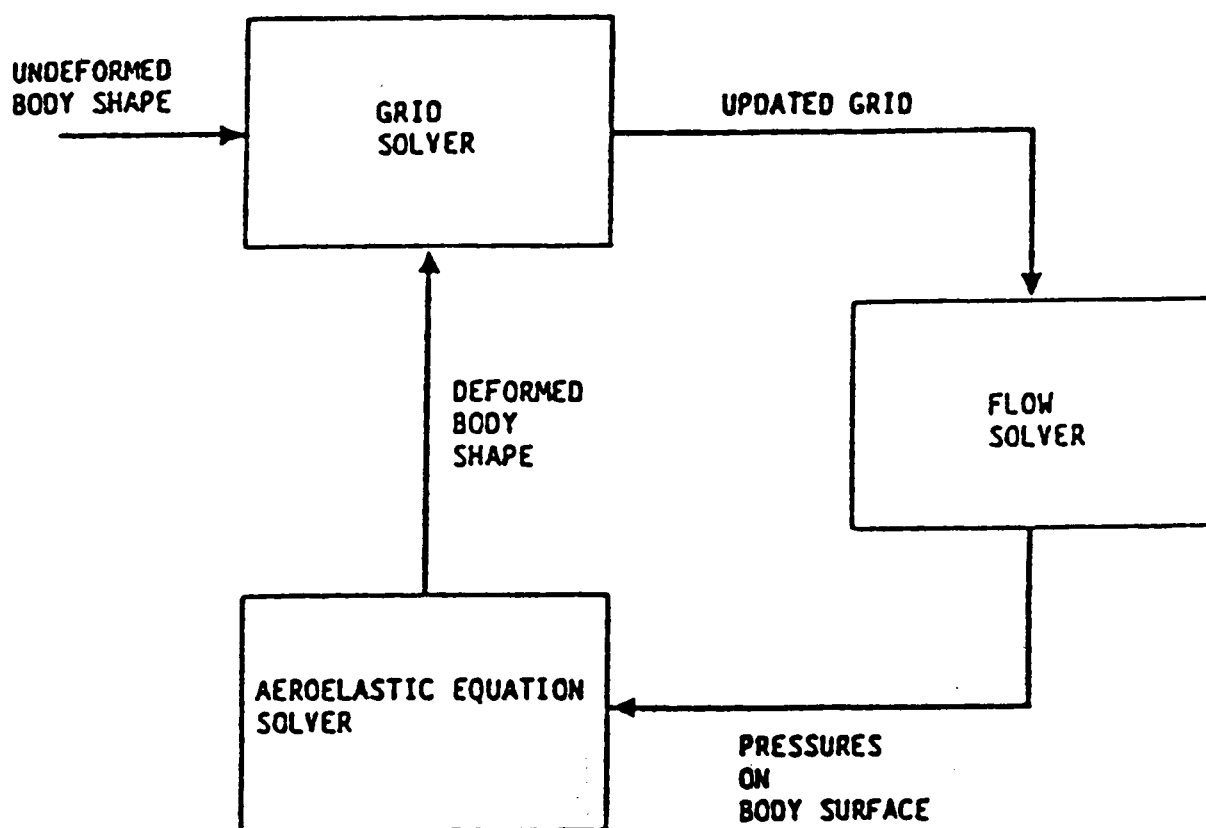 UNDEFORMED
BODY SHAPE
GRID
SOLVER
UPDATED GRID
DEFORMED
BODY
SHAPE
FLOW
SOLVER
AEROELASTIC EQUATION
SOLVER
PRESSURES
ON
BODY SURFACE